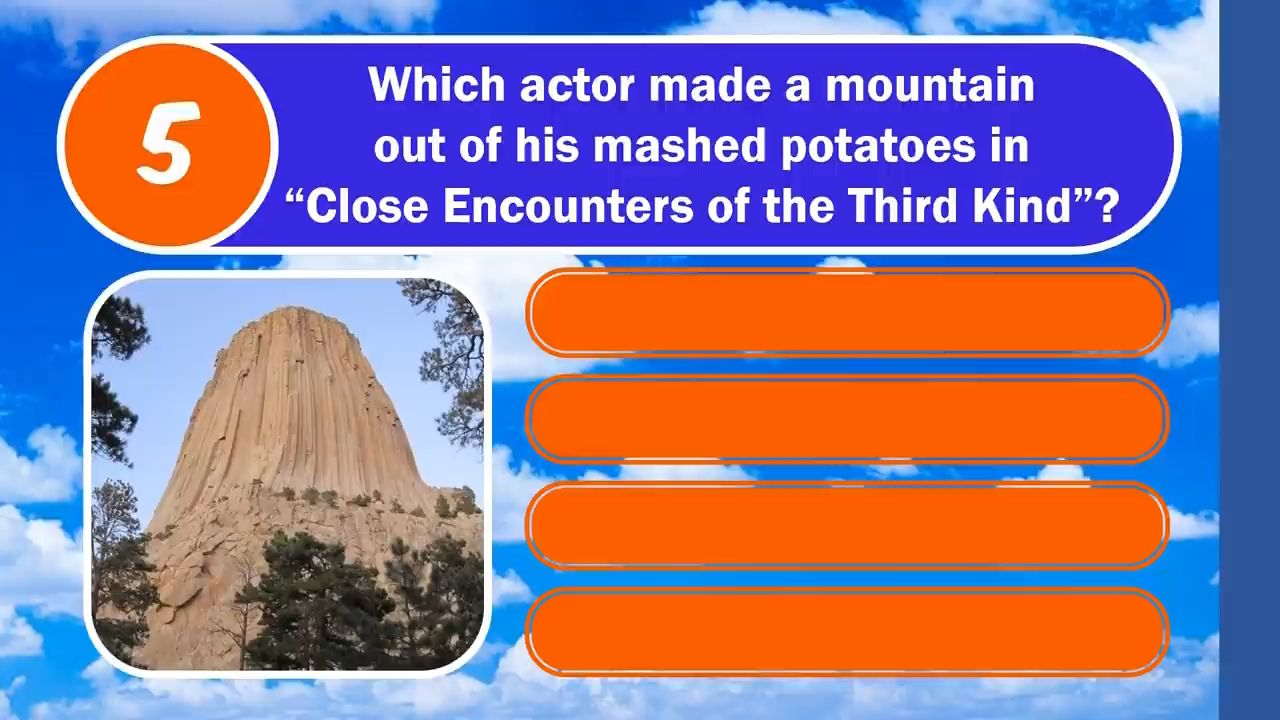 5
Which actor made a mountain
out of his mashed potatoes in
“Close Encounters of the Third Kind”?